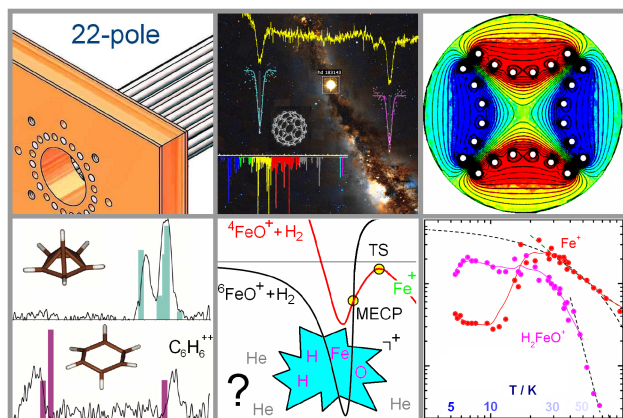 22-pole
hd 183143
C₆H₆⁺⁺
⁴FeO⁺+H₂
TS
Fe⁺
⁶FeO⁺+H₂
MECP
⁺
H Fe
H O
He
He
?
He
He
Fe⁺
H₂FeO⁺
T / K
5 10 30 50